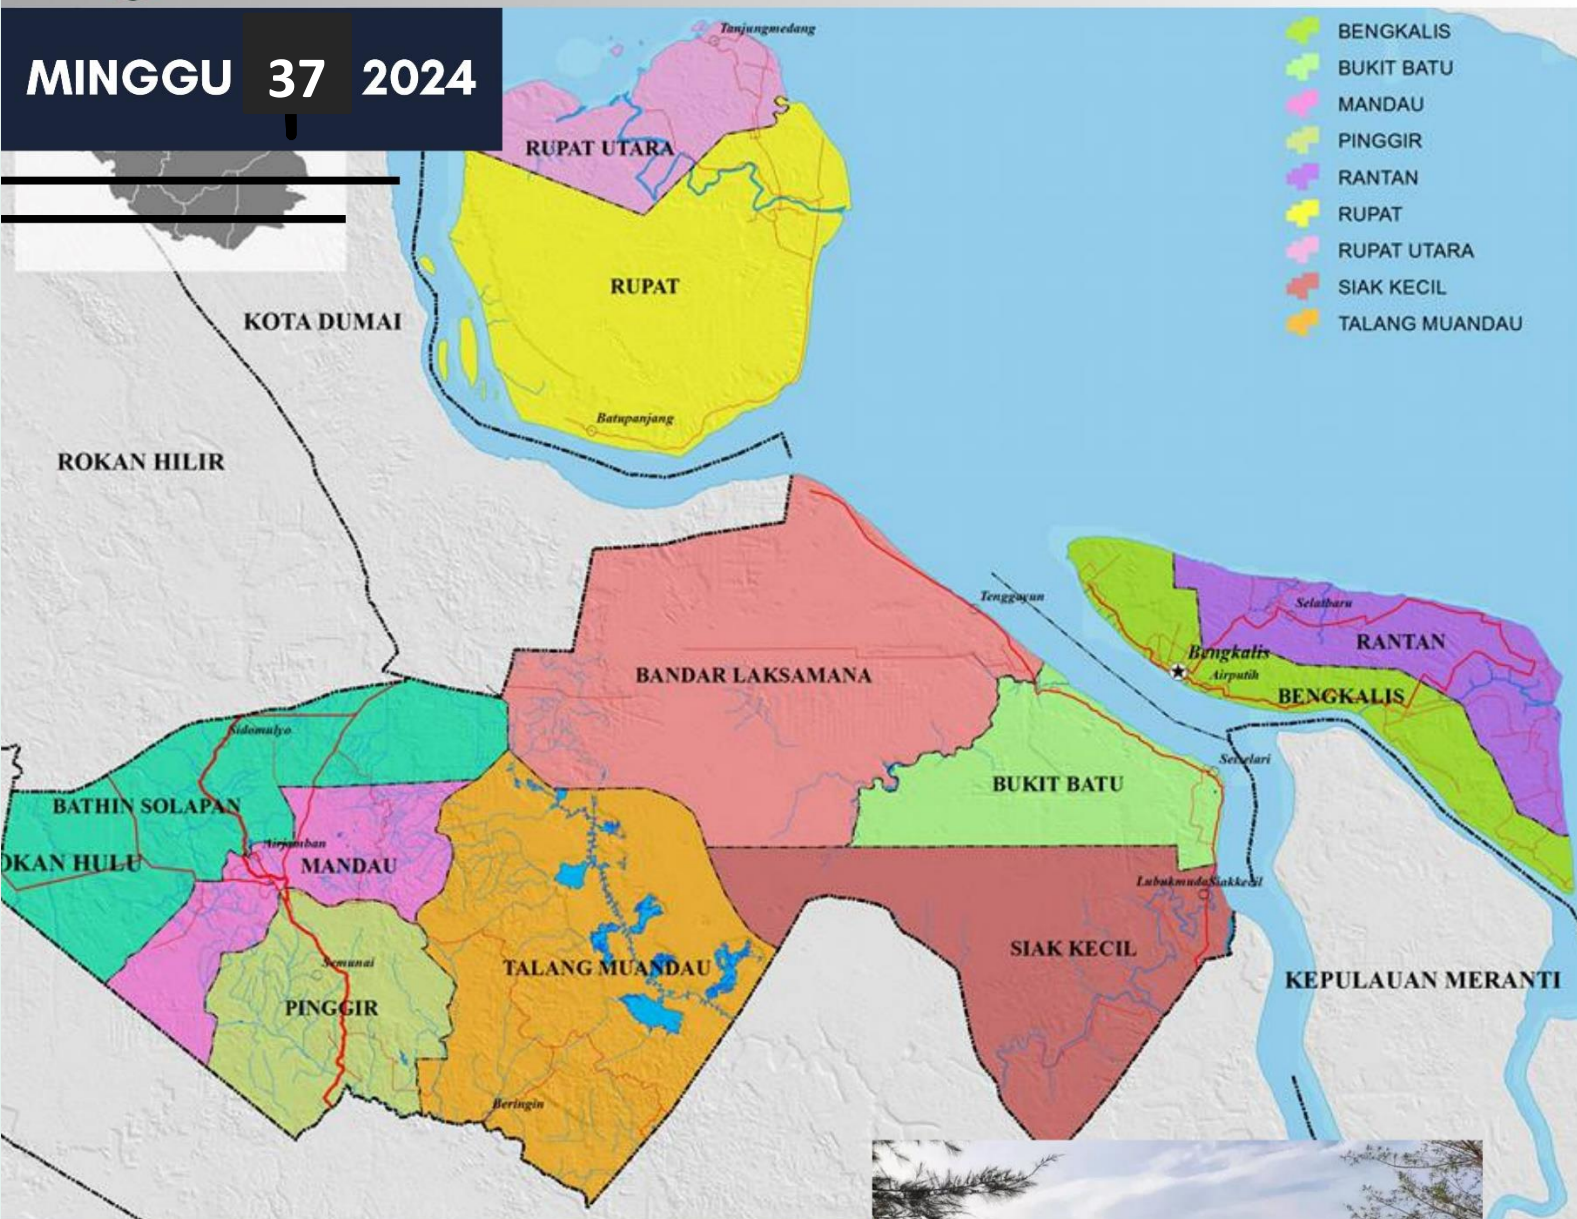 MINGGU 37 2024
BENGKALIS
BUKIT BATU
MANDAU
PINGGIR
RANTAN
RUPAT
RUPAT UTARA
SIAK KECIL
TALANG MUANDAU
Tanjungmedang
RUPAT UTARA
RUPAT
KOTA DUMAI
Batupanjang
ROKAN HILIR
Tenggayun
Selatbaru
RANTAN
Bengkalis
Airputih
BENGKALIS
BANDAR LAKSAMANA
Sidomulyo
BUKIT BATU
BATHIN SOLAPAN
Airjamban
MANDAU
OKAN HULU
LubukmudaSiakkecil
SIAK KECIL
Semunai
TALANG MUANDAU
KEPULAUAN MERANTI
PINGGIR
Beringin